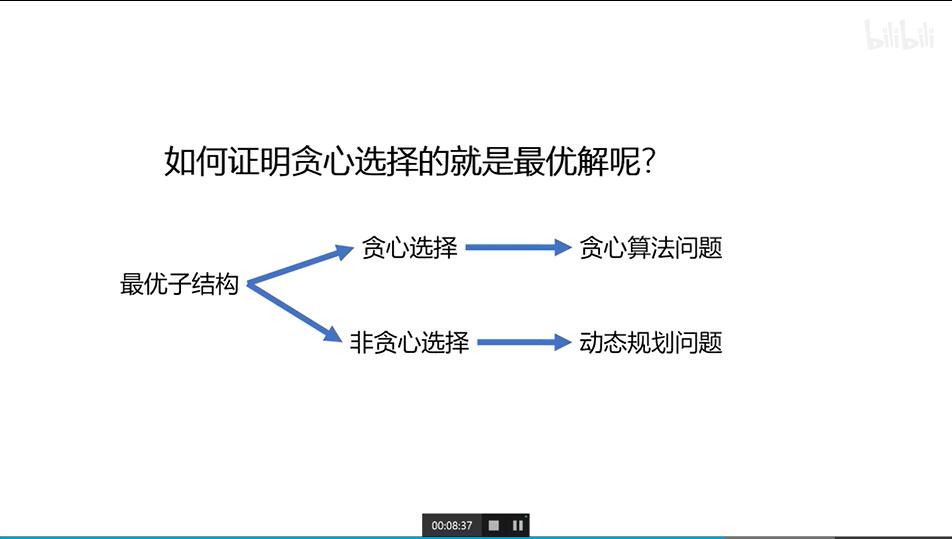 bilibili
如何证明贪心选择的就是最优解呢?
贪心选择
贪心算法问题
最优子结构
非贪心选择
动态规划问题
00:08:37